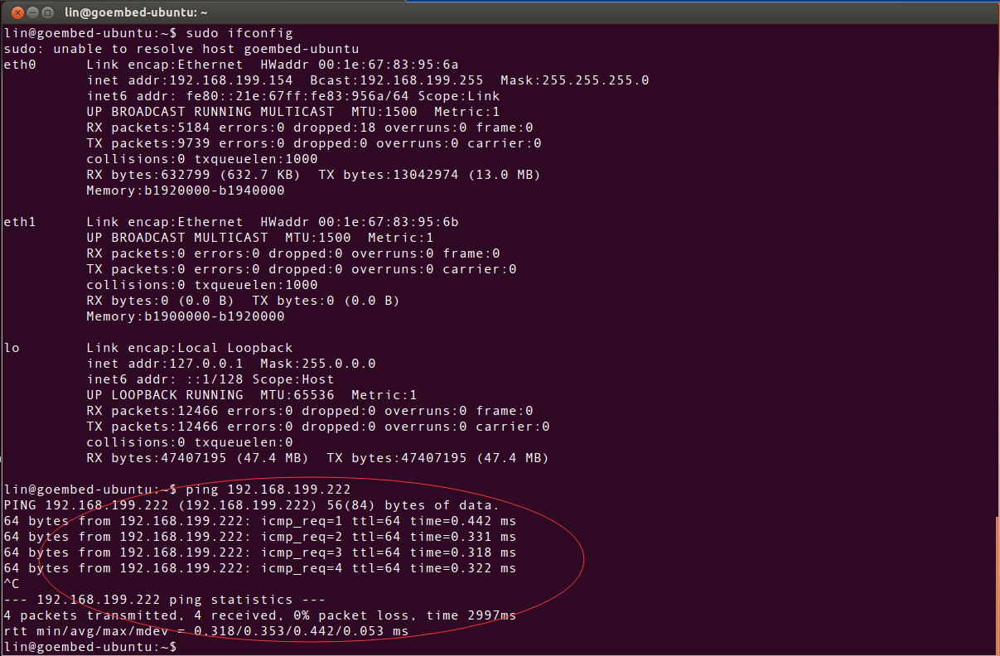 lin@goembed-ubuntu: ~
lin@goembed-ubuntu:~$ sudo ifconfig
sudo: unable to resolve host goembed-ubuntu
eth0      Link encap:Ethernet  HWaddr 00:1e:67:83:95:6a
          inet addr:192.168.199.154  Bcast:192.168.199.255  Mask:255.255.255.0
          inet6 addr: fe80::21e:67ff:fe83:956a/64 Scope:Link
          UP BROADCAST RUNNING MULTICAST  MTU:1500  Metric:1
          RX packets:5184 errors:0 dropped:18 overruns:0 frame:0
          TX packets:9739 errors:0 dropped:0 overruns:0 carrier:0
          collisions:0 txqueuelen:1000
          RX bytes:632799 (632.7 KB)  TX bytes:13042974 (13.0 MB)
          Memory:b1920000-b1940000
eth1      Link encap:Ethernet  HWaddr 00:1e:67:83:95:6b
          UP BROADCAST MULTICAST  MTU:1500  Metric:1
          RX packets:0 errors:0 dropped:0 overruns:0 frame:0
          TX packets:0 errors:0 dropped:0 overruns:0 carrier:0
          collisions:0 txqueuelen:1000
          RX bytes:0 (0.0 B)  TX bytes:0 (0.0 B)
          Memory:b1900000-b1920000
lo        Link encap:Local Loopback
          inet addr:127.0.0.1  Mask:255.0.0.0
          inet6 addr: ::1/128 Scope:Host
          UP LOOPBACK RUNNING  MTU:65536  Metric:1
          RX packets:12466 errors:0 dropped:0 overruns:0 frame:0
          TX packets:12466 errors:0 dropped:0 overruns:0 carrier:0
          collisions:0 txqueuelen:0
          RX bytes:47407195 (47.4 MB)  TX bytes:47407195 (47.4 MB)
lin@goembed-ubuntu:~$ ping 192.168.199.222
PING 192.168.199.222 (192.168.199.222) 56(84) bytes of data.
64 bytes from 192.168.199.222: icmp_req=1 ttl=64 time=0.442 ms
64 bytes from 192.168.199.222: icmp_req=2 ttl=64 time=0.331 ms
64 bytes from 192.168.199.222: icmp_req=3 ttl=64 time=0.318 ms
64 bytes from 192.168.199.222: icmp_req=4 ttl=64 time=0.322 ms
^C
--- 192.168.199.222 ping statistics ---
4 packets transmitted, 4 received, 0% packet loss, time 2997ms
rtt min/avg/max/mdev = 0.318/0.353/0.442/0.053 ms
lin@goembed-ubuntu:~$